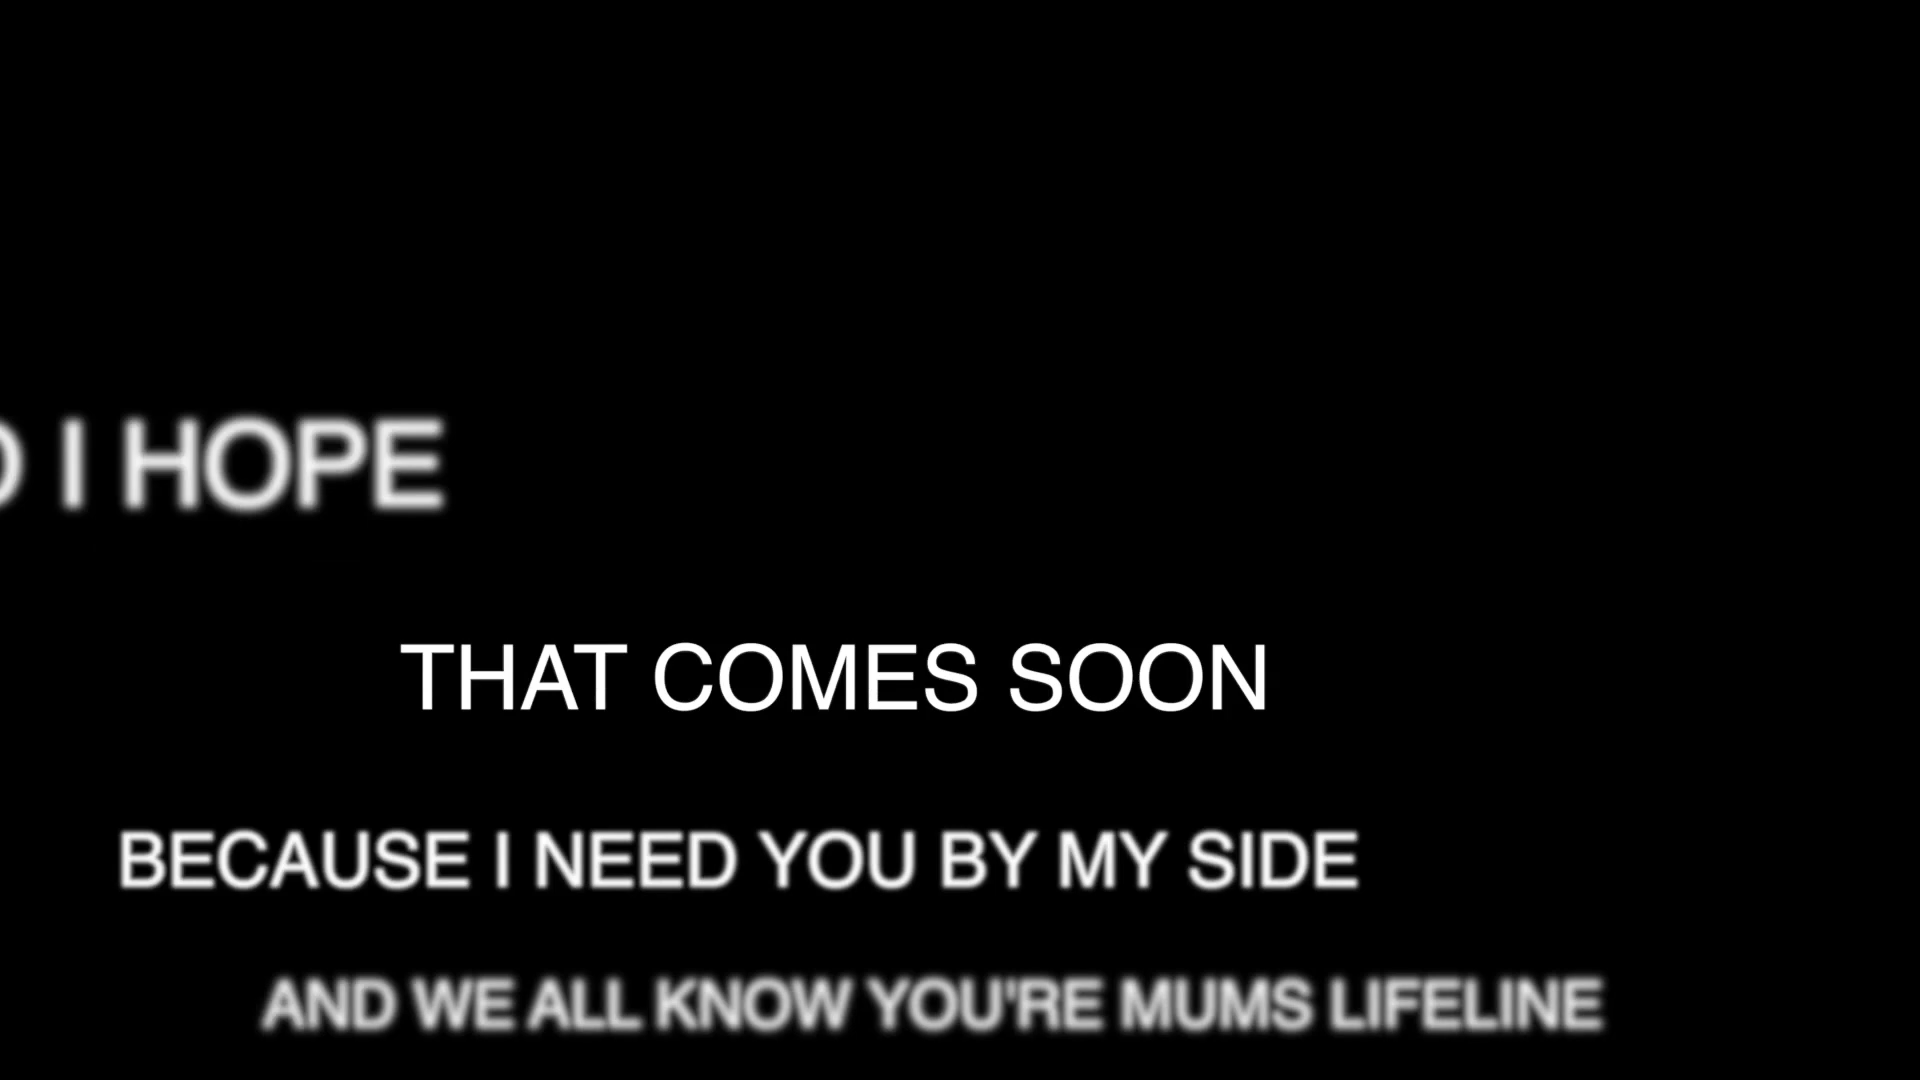 I HOPE
THAT COMES SOON
BECAUSE I NEED YOU BY MY SIDE
AND WE ALL KNOW YOU'RE MUMS LIFELINE